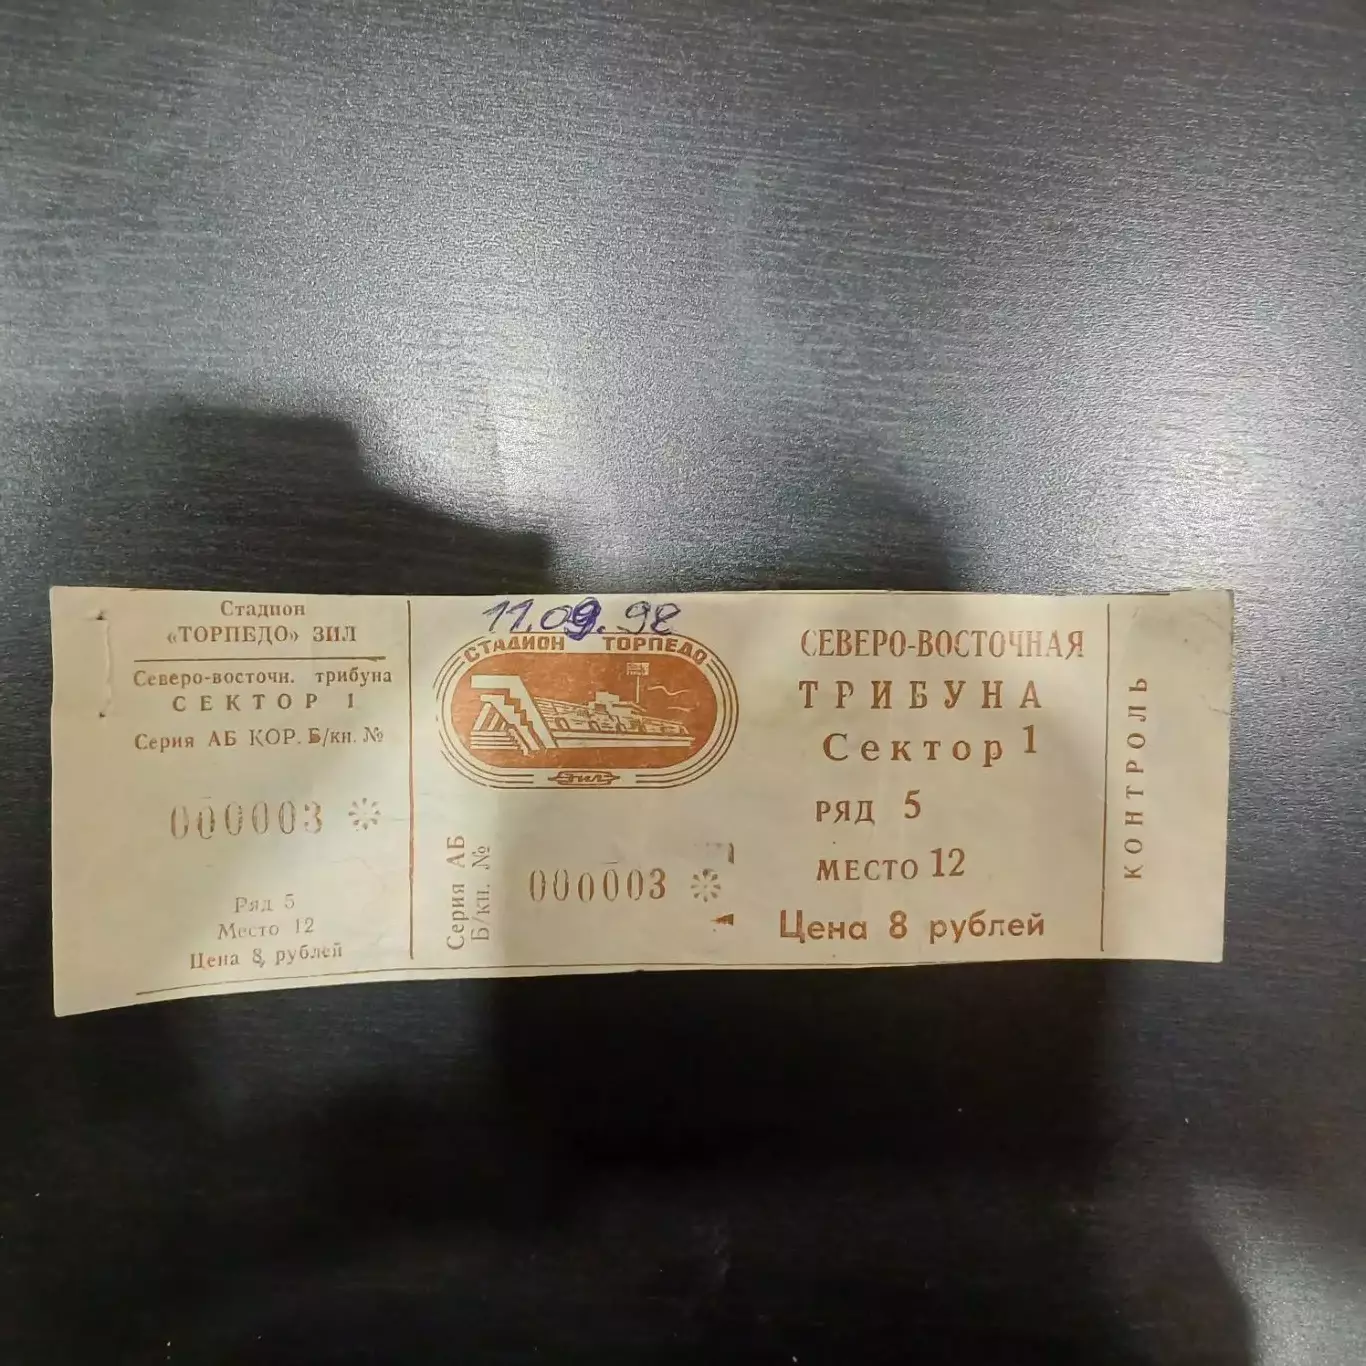 Стадион
«ТОРПЕДО» ЗИЛ
Северо-восточн. трибуна
СЕКТОР 1
Серия АБ КОР. Б/кн. №
000003
Ряд 5
Место 12
Цена 8 рублей
11.09.98
СТАДИОН ТОРПЕДО
ЗИЛ
Серия АБ
Б/кн. №
000003
СЕВЕРО-ВОСТОЧНАЯ
ТРИБУНА
Сектор 1
РЯД 5
МЕСТО 12
Цена 8 рублей
КОНТРОЛЬ